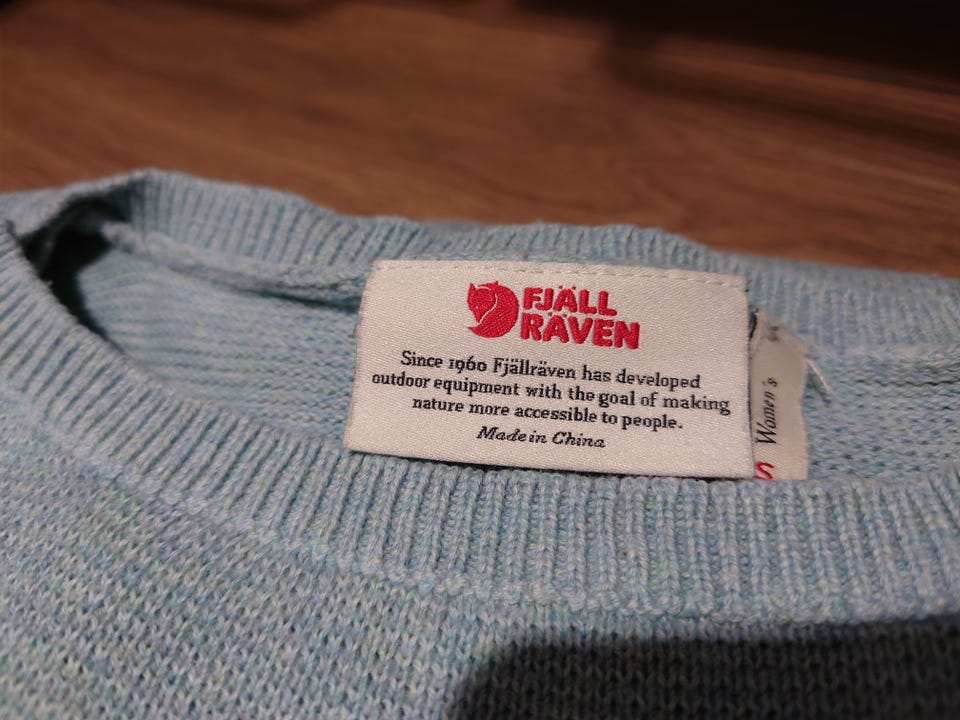 FJÄLL
RÄVEN
Since 1960 Fjällräven has developed
outdoor equipment with the goal of making
nature more accessible to people.
Made in China
Women's
S